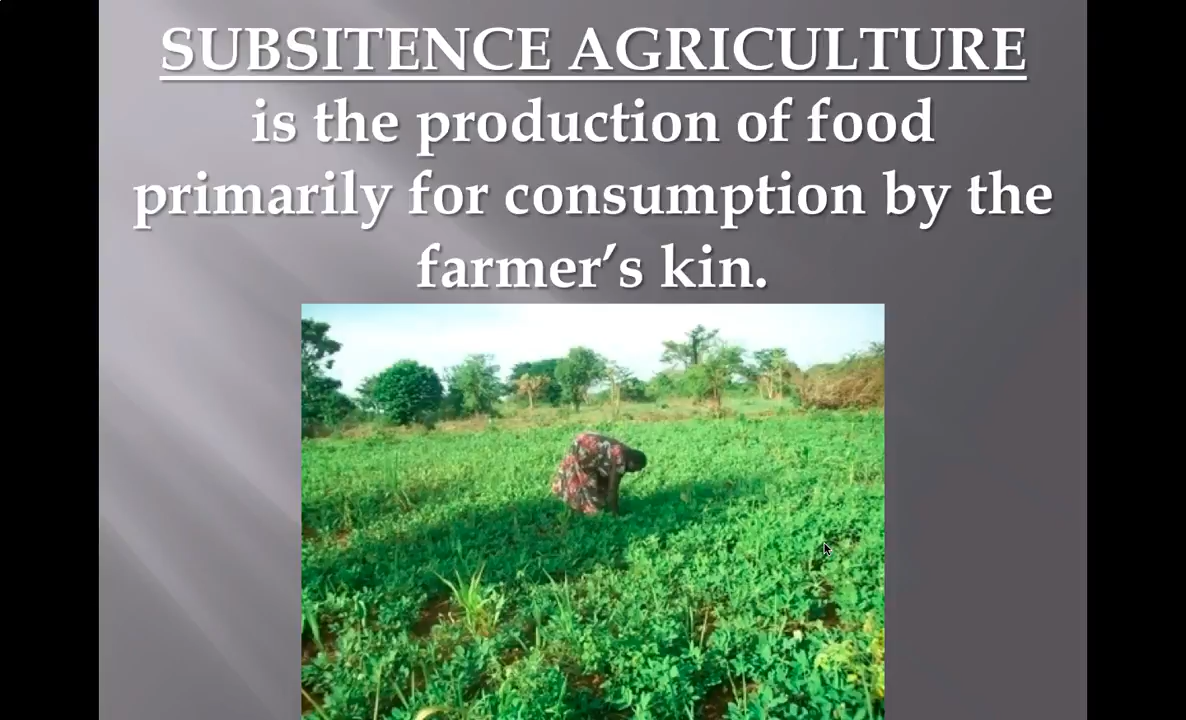 SUBSITENCE AGRICULTURE
is the production of food
primarily for consumption by the
farmer’s kin.